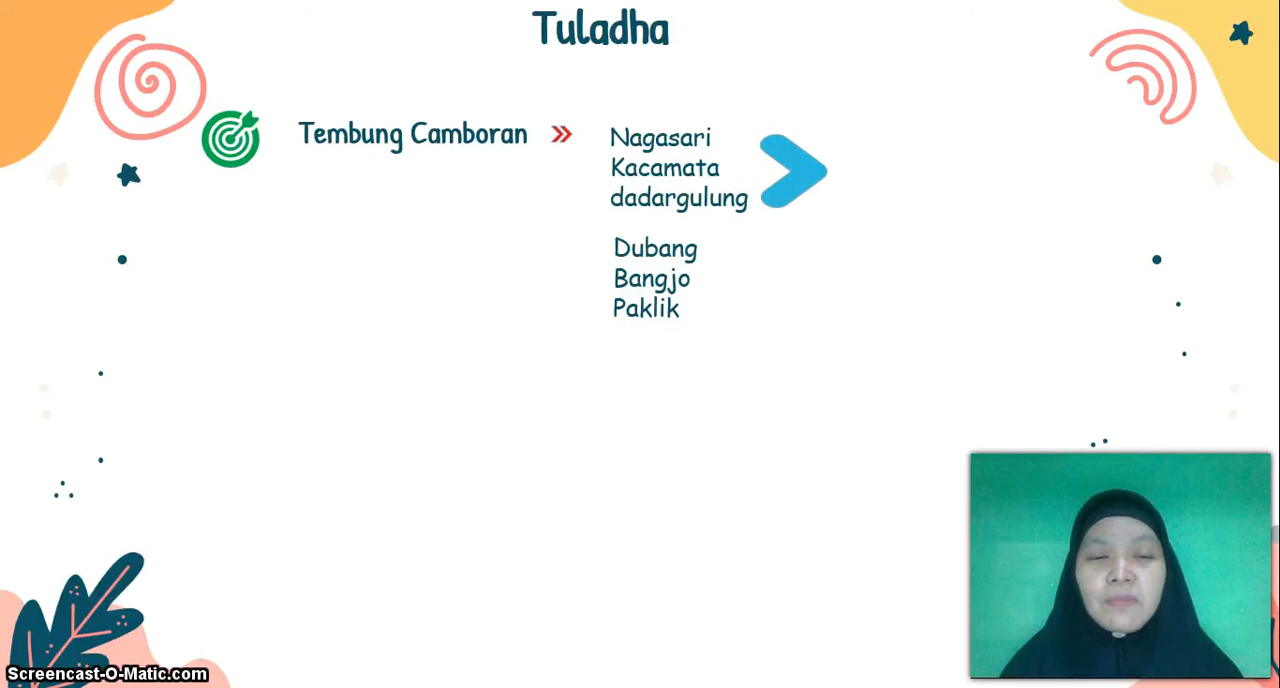 Tuladha
Tembung Camboran
Nagasari
Kacamata
dadargulung
Dubang
Bangjo
Paklik
Screencast-O-Matic.com